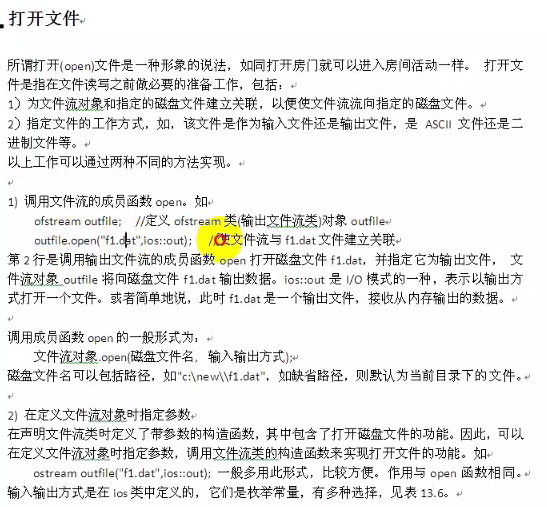 打开文件
所谓打开(open)文件是一种形象的说法，如同打开房门就可以进入房间活动一样。 打开文
件是指在文件读写之前做必要的准备工作，包括：
1）为文件流对象和指定的磁盘文件建立关联，以便使文件流流向指定的磁盘文件。
2）指定文件的工作方式，如，该文件是作为输入文件还是输出文件，是 ASCII 文件还是二
进制文件等。
以上工作可以通过两种不同的方法实现。
1) 调用文件流的成员函数 open。如
ofstream outfile; //定义 ofstream 类(输出文件流类)对象 outfile
outfile.open("f1.dat",ios::out); //使文件流与 f1.dat 文件建立关联
第 2 行是调用输出文件流的成员函数 open 打开磁盘文件 f1.dat，并指定它为输出文件， 文
件流对象 outfile 将向磁盘文件 f1.dat 输出数据。ios::out 是 I/O 模式的一种，表示以输出方
式打开一个文件。或者简单地说，此时 f1.dat 是一个输出文件，接收从内存输出的数据。
调用成员函数 open 的一般形式为：
文件流对象.open(磁盘文件名, 输入输出方式);
磁盘文件名可以包括路径，如"c:\new\\f1.dat"，如缺省路径，则默认为当前目录下的文件。
2) 在定义文件流对象时指定参数
在声明文件流类时定义了带参数的构造函数，其中包含了打开磁盘文件的功能。因此，可以
在定义文件流对象时指定参数，调用文件流类的构造函数来实现打开文件的功能。如
ostream outfile("f1.dat",ios::out); 一般多用此形式，比较方便。作用与 open 函数相同。
输入输出方式是在 ios 类中定义的，它们是枚举常量，有多种选择，见表 13.6。